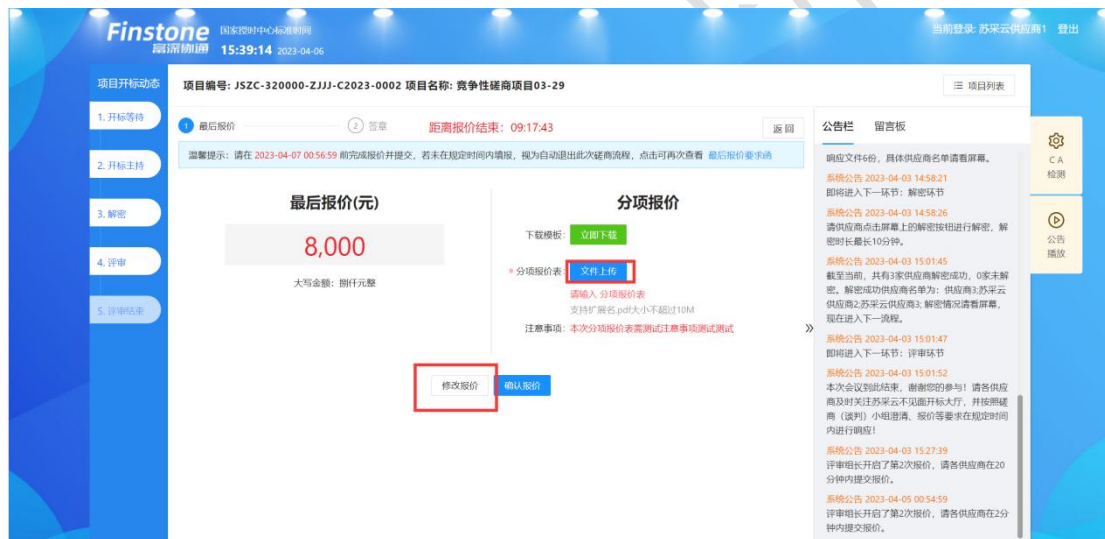 Finstone
富深协通
国家授时中心标准时间
15:39:14 2023-04-06
当前登录: 苏采云供应商1 登出
项目开标动态
1. 开标等待
2. 开标主持
3. 解密
4. 评审
5. 评审结束
项目编号: JSZC-320000-ZJJJ-C2023-0002 项目名称: 竞争性磋商项目03-29
项目列表
1 最后报价
2 签章
距离报价结束: 09:17:43
返 回
温馨提示: 请在 2023-04-07 00:56:59 前完成报价并提交, 若未在规定时间内填报, 视为自动退出此次磋商流程, 点击可再次查看 最后报价要求函
最后报价(元)
8,000
大写金额: 捌仟元整
分项报价
下载模板: 立即下载
* 分项报价表: 文件上传
请输入 分项报价表
支持扩展名.pdf大小不超过10M
注意事项: 本次分项报价表需测试注意事项测试测试
修改报价
确认报价
公告栏 留言板
响应文件6份, 具体供应商名单请看屏幕。
系统公告 2023-04-03 14:58:21
即将进入下一环节: 解密环节
系统公告 2023-04-03 14:58:26
请供应商点击屏幕上的解密按钮进行解密, 解
密时长最长10分钟。
系统公告 2023-04-03 15:01:45
截至当前, 共有3家供应商解密成功, 0家未解
密。解密成功供应商名单为: 供应商3;苏采云
供应商2;苏采云供应商3; 解密情况请看屏幕,
现在进入下一流程。
系统公告 2023-04-03 15:01:47
即将进入下一环节: 评审环节
系统公告 2023-04-03 15:01:52
本次会议到此结束, 谢谢您的参与! 请各供应
商及时关注苏采云不见面开标大厅, 并按照磋
商 (谈判) 小组澄清、报价等要求在规定时间
内进行响应!
系统公告 2023-04-03 15:27:39
评审组长开启了第2次报价, 请各供应商在20
分钟内提交报价。
系统公告 2023-04-05 00:54:59
评审组长开启了第2次报价, 请各供应商在2分
钟内提交报价。
C A
检测
公告
播放